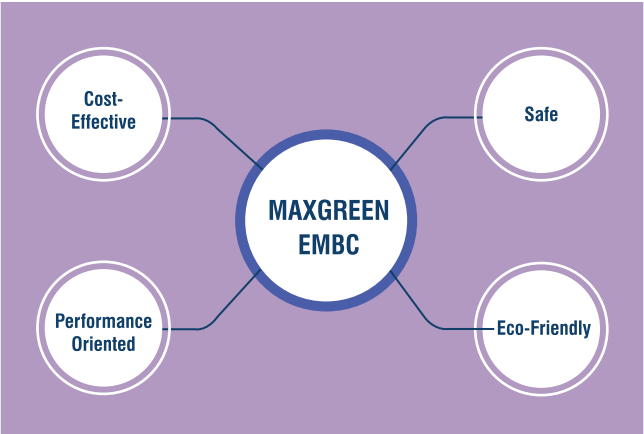 Cost-
Effective
Safe
MAXGREEN
EMBC
Performance
Oriented
Eco-Friendly